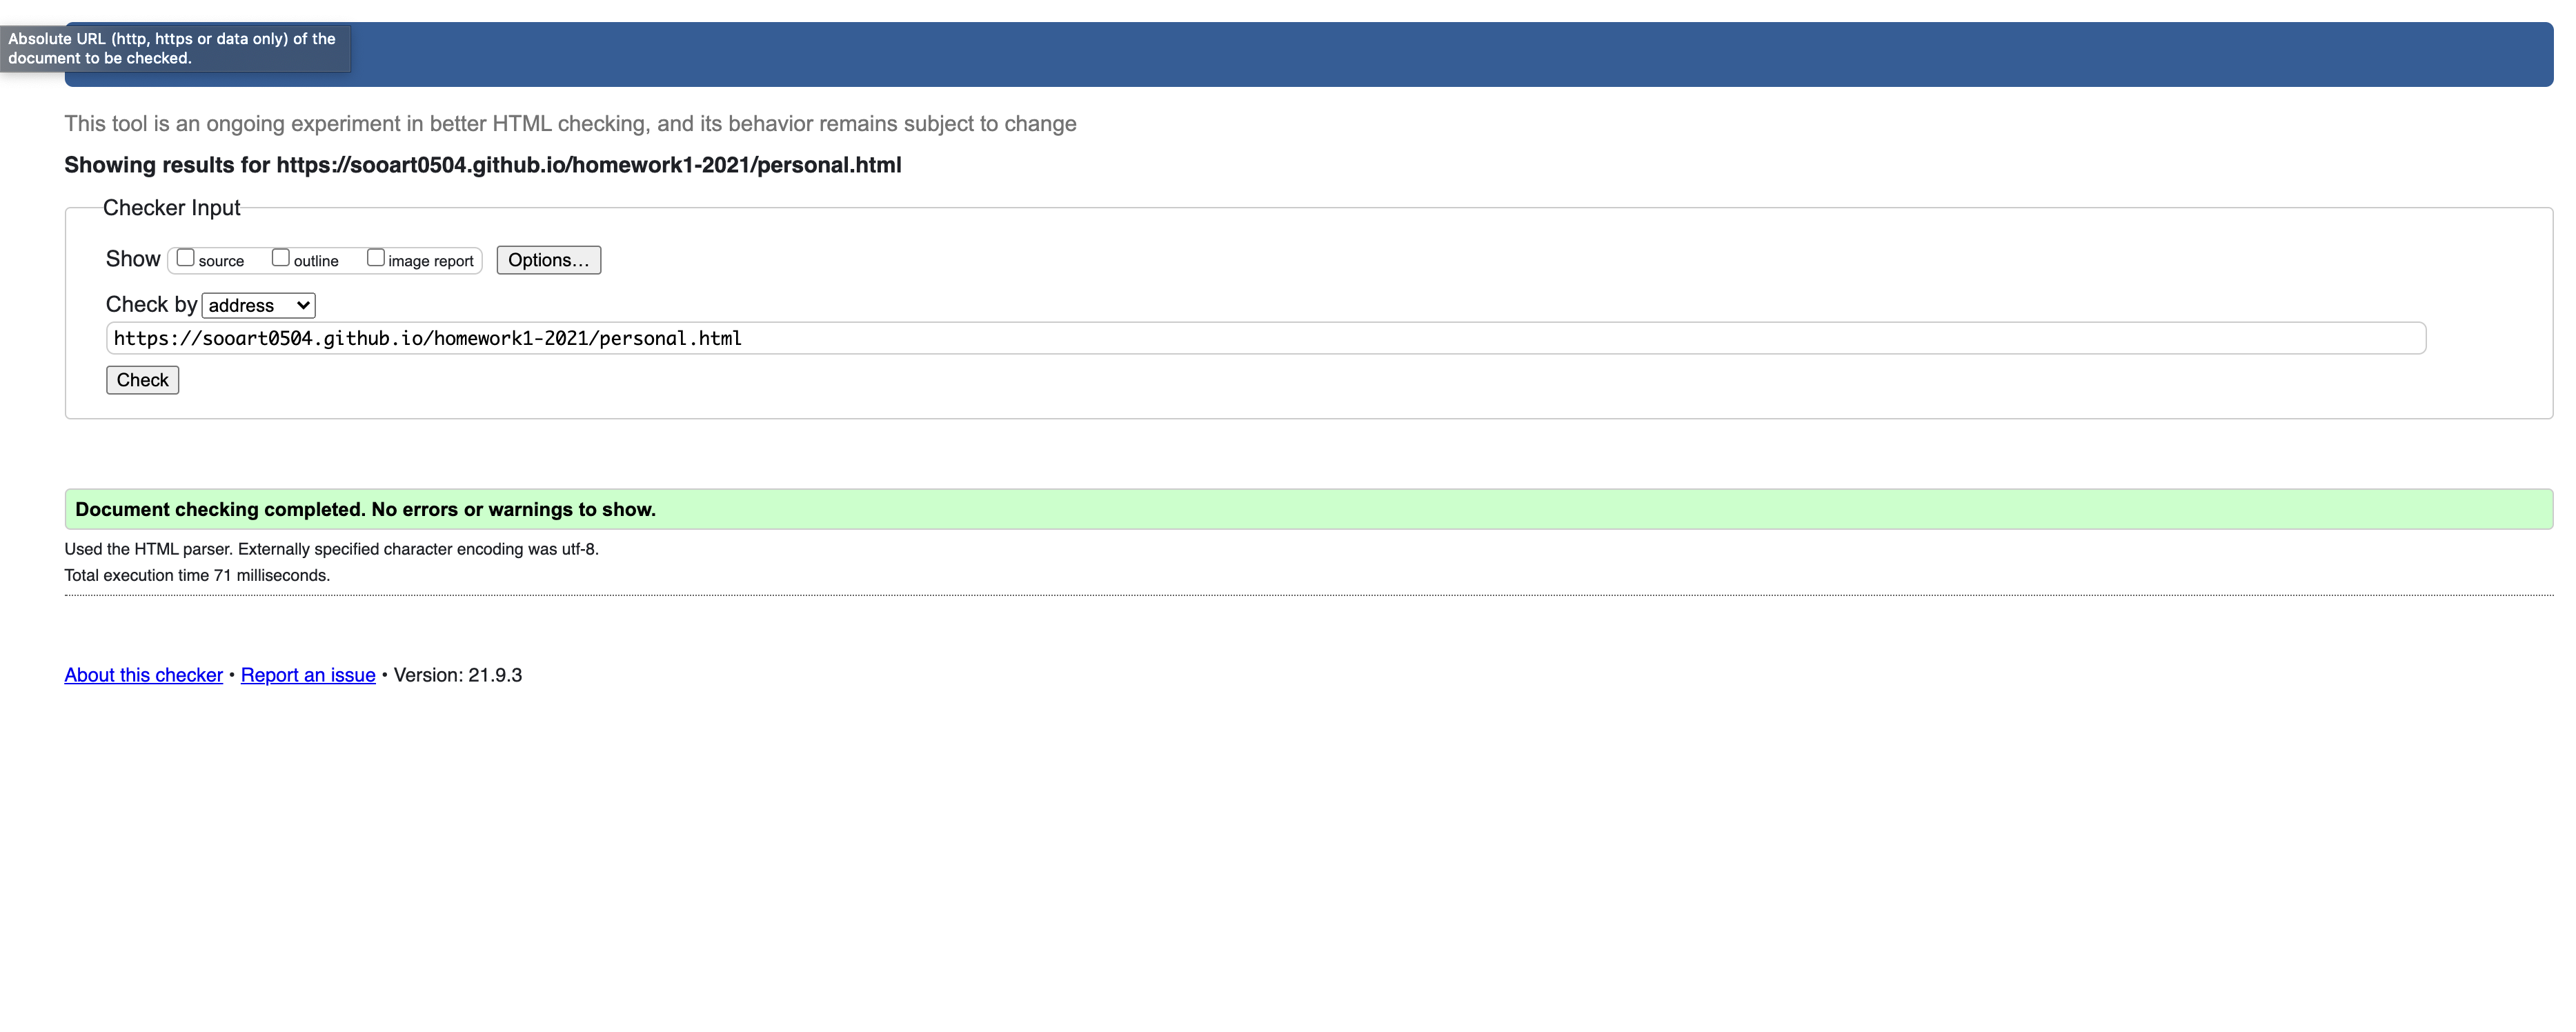 Absolute URL (http, https or data only) of the
document to be checked.
This tool is an ongoing experiment in better HTML checking, and its behavior remains subject to change
Showing results for https://sooart0504.github.io/homework1-2021/personal.html
Checker Input
Show source outline image report Options...
Check by address
https://sooart0504.github.io/homework1-2021/personal.html
Check
Document checking completed. No errors or warnings to show.
Used the HTML parser. Externally specified character encoding was utf-8.
Total execution time 71 milliseconds.
About this checker • Report an issue • Version: 21.9.3